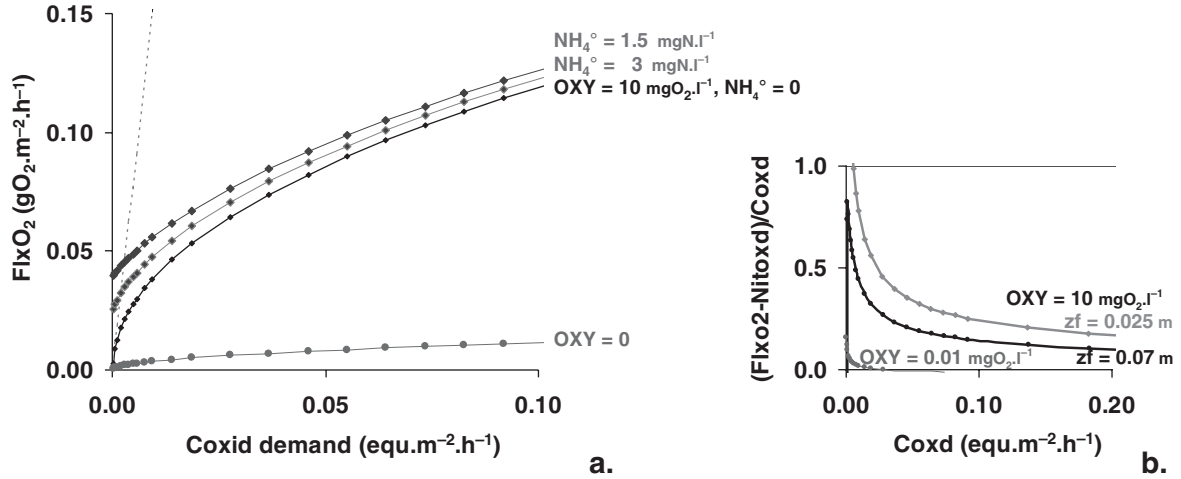 0.15
0.10
0.05
0.00
FlxO₂ (gO₂.m⁻².h⁻¹)
NH₄° = 1.5 mgN.l⁻¹
NH₄° = 3 mgN.l⁻¹
OXY = 10 mgO₂.l⁻¹, NH₄° = 0
OXY = 0
0.00 0.05 0.10
Coxid demand (equ.m⁻².h⁻¹)
a.
1.0
0.5
0.0
(Flxo2-Nitoxd)/Coxd
OXY = 10 mgO₂.l⁻¹
zf = 0.025 m
OXY = 0.01 mgO₂.l⁻¹
zf = 0.07 m
0.00 0.10 0.20
Coxd (equ.m⁻².h⁻¹)
b.